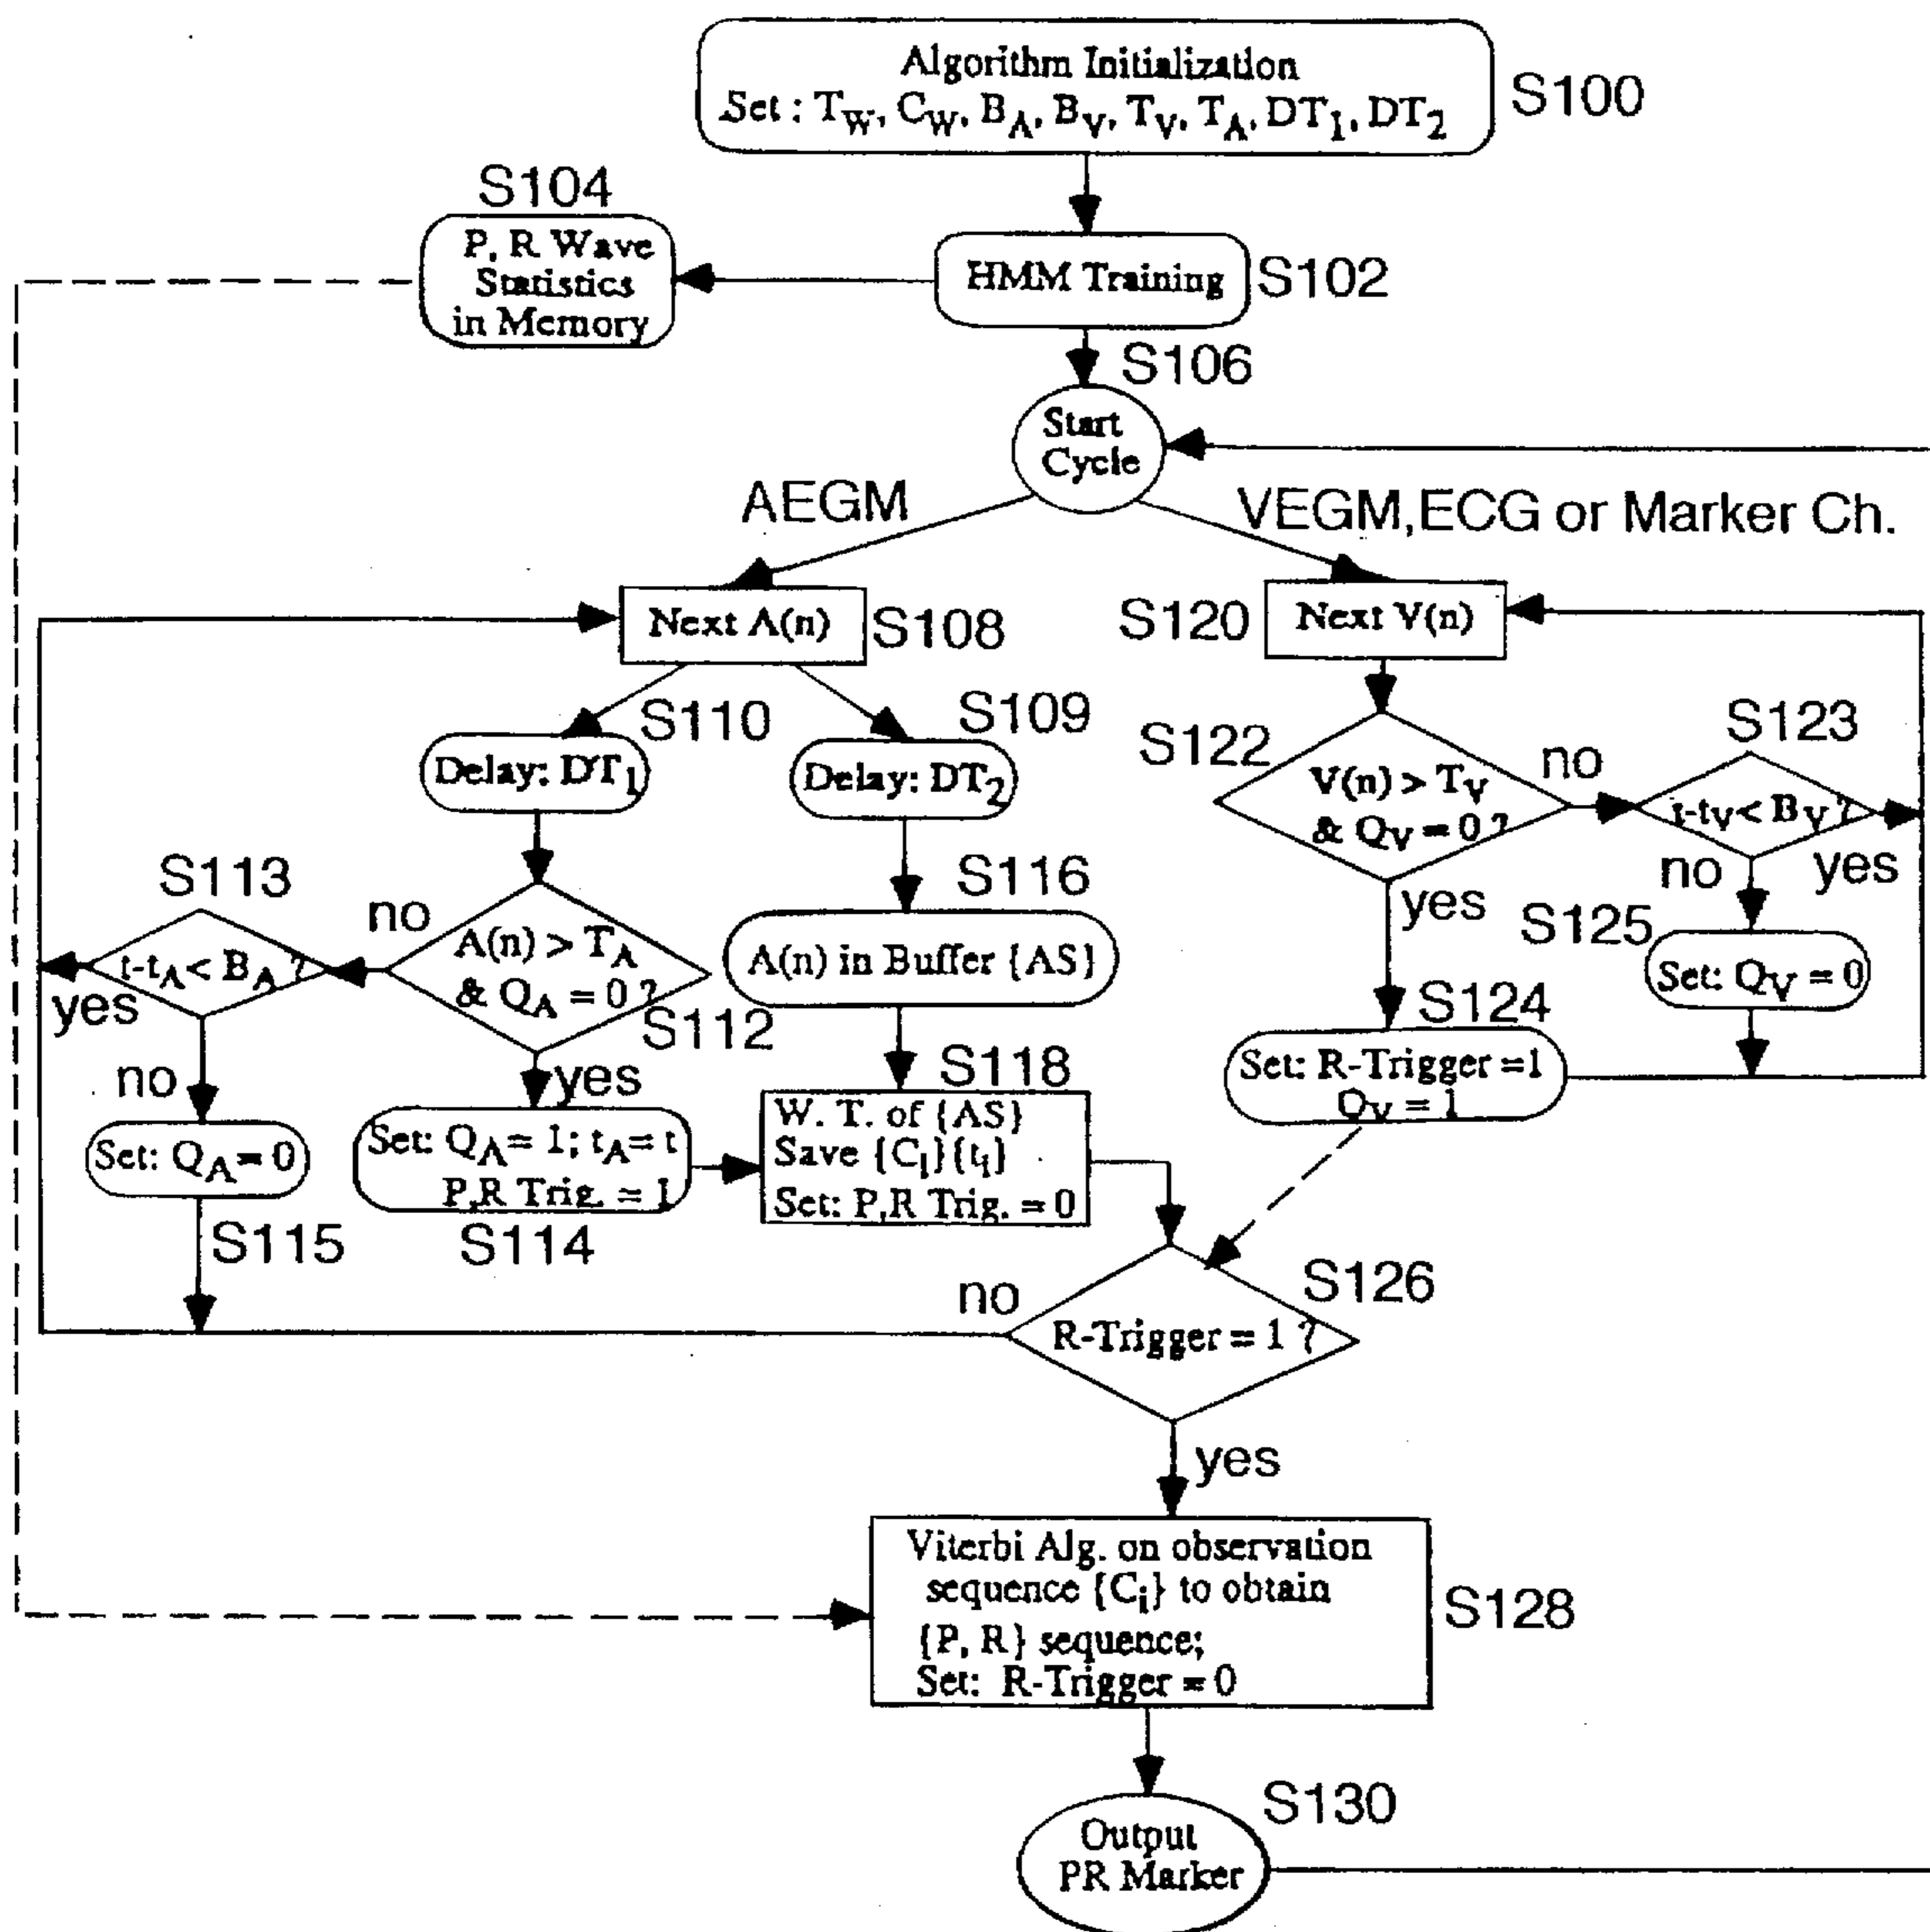 Algorithm Initialization
Set : T_W, C_W, B_A, B_V, T_V, T_A, DT_1, DT_2
S100
S104
P, R Wave
Statistics
in Memory
HMM Training
S102
S106
Start
Cycle
AEGM
VEGM,ECG or Marker Ch.
Next A(n)
S108
S120
Next V(n)
S110
S109
Delay: DT_1
Delay: DT_2
S122
V(n) > T_V
& Q_V = 0 ?
no
S123
t-t_V < B_V ?
no
yes
S113
t-t_A < B_A ?
yes
no
no
A(n) > T_A
& Q_A = 0 ?
S112
yes
S116
A(n) in Buffer {AS}
yes
S125
Set: Q_V = 0
S124
Set: R-Trigger =1
Q_V = 1
Set: Q_A = 0
S115
Set: Q_A = 1; t_A = t
P,R Trig. = 1
S114
S118
W. T. of {AS}
Save {C_i}{t_i}
Set: P,R Trig. = 0
S126
no
R-Trigger = 1 ?
yes
Viterbi Alg. on observation
sequence {C_i} to obtain
{P, R} sequence;
Set: R-Trigger = 0
S128
S130
Output
PR Marker